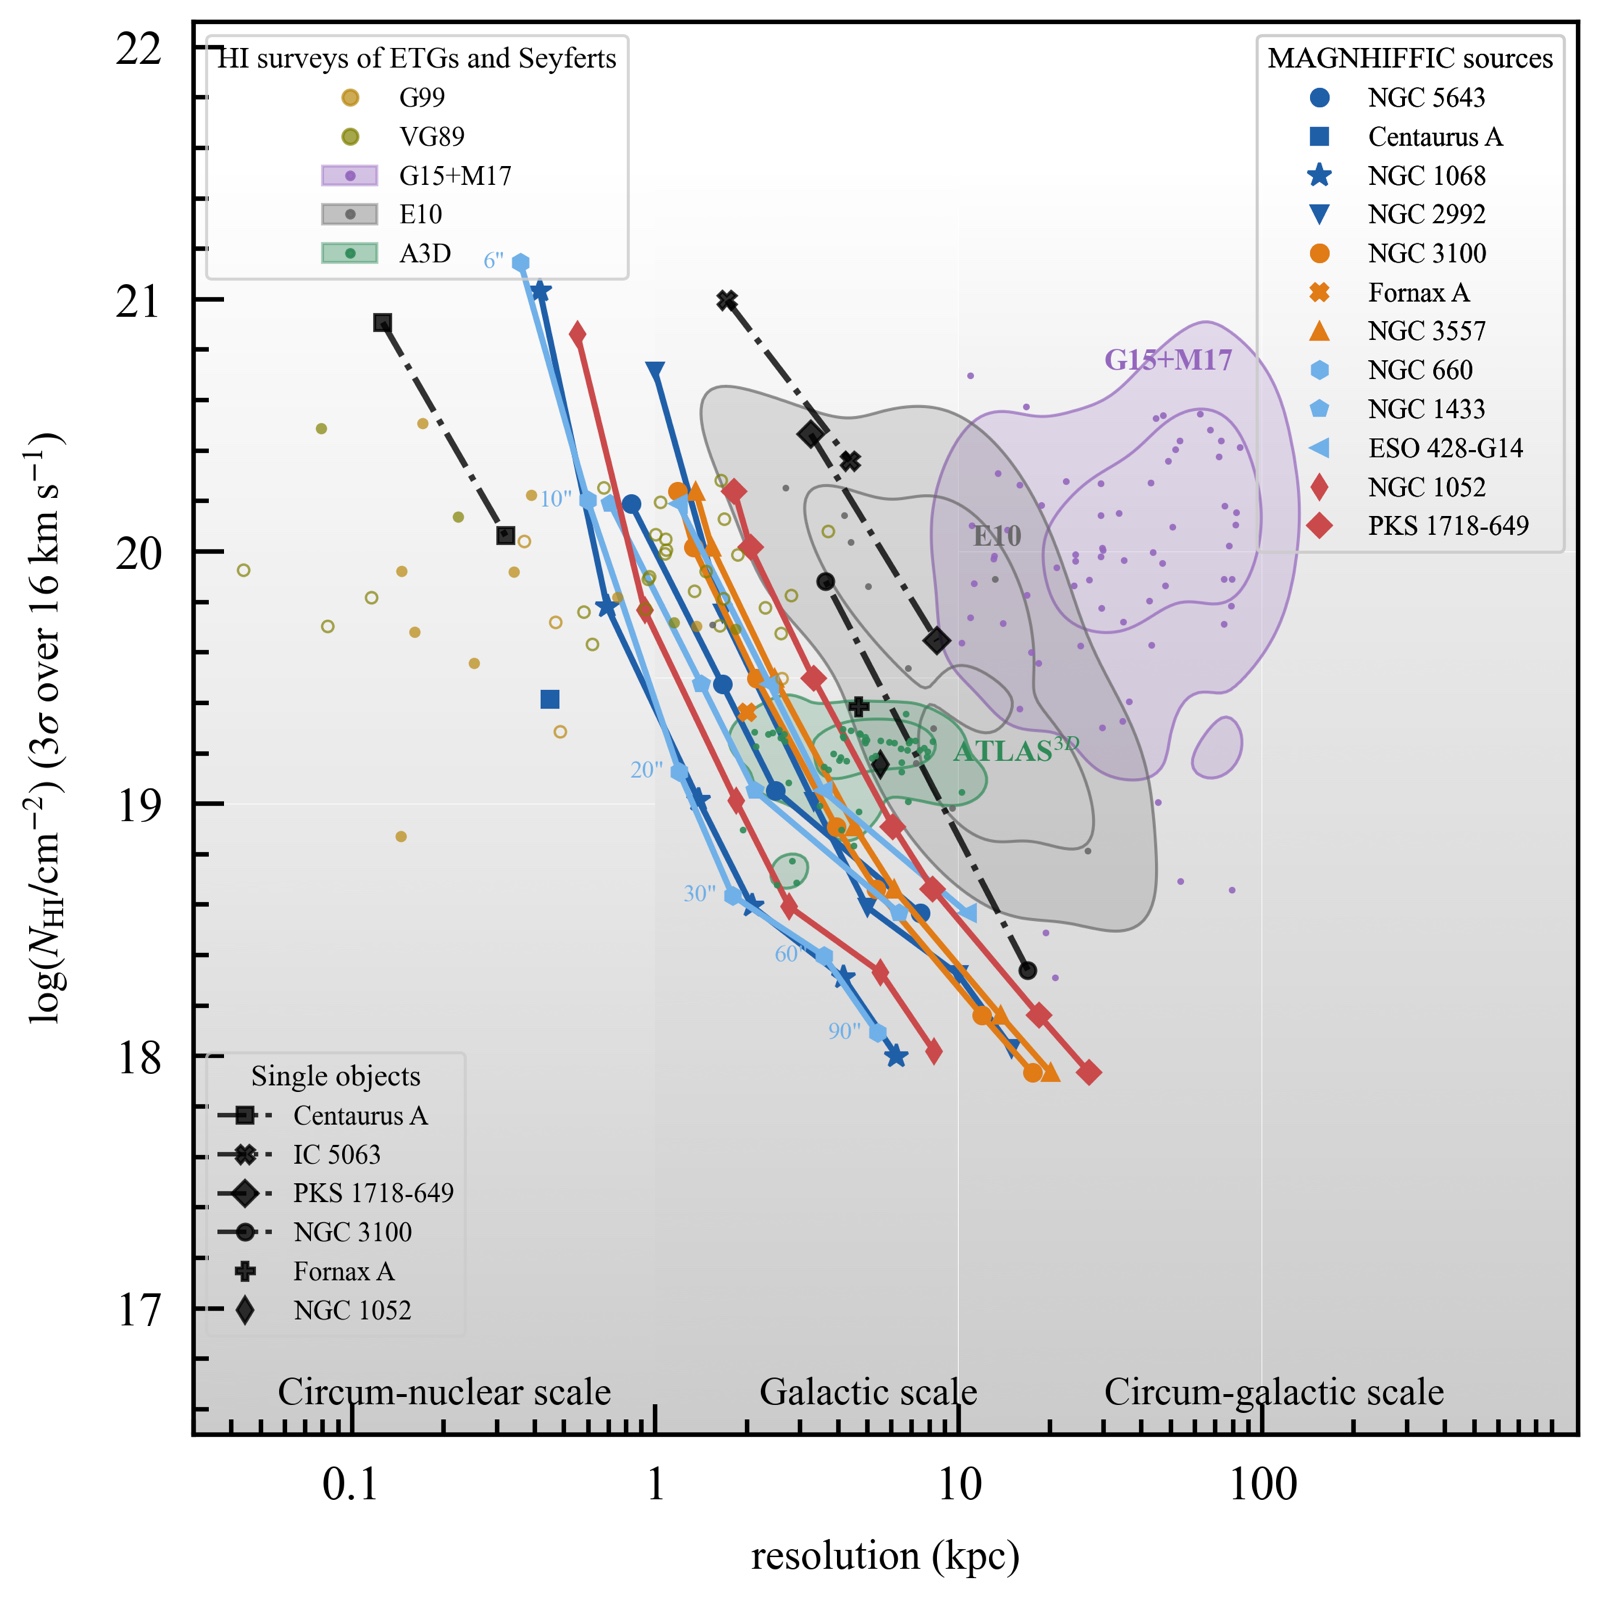 22
21
20
19
18
17
log(N_HI/cm⁻²) (3σ over 16 km s⁻¹)
HI surveys of ETGs and Seyferts
G99
VG89
G15+M17
E10
A3D
MAGNHIFFIC sources
NGC 5643
Centaurus A
NGC 1068
NGC 2992
NGC 3100
Fornax A
NGC 3557
NGC 660
NGC 1433
ESO 428-G14
NGC 1052
PKS 1718-649
6"
10"
20"
30"
60"
90"
G15+M17
E10
ATLAS³ᴰ
Single objects
Centaurus A
IC 5063
PKS 1718-649
NGC 3100
Fornax A
NGC 1052
Circum-nuclear scale
Galactic scale
Circum-galactic scale
0.1
1
10
100
resolution (kpc)